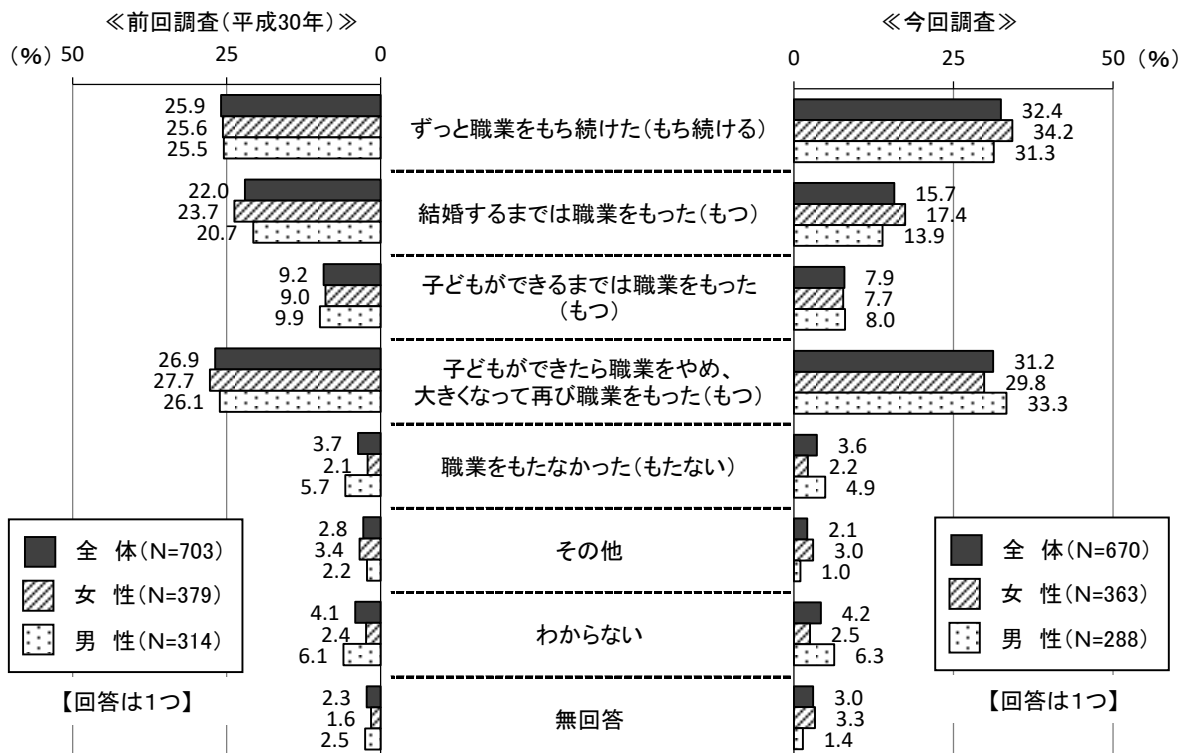 ≪前回調査(平成30年)≫
≪今回調査≫
(%) 50 25 0
0 25 50 (%)
25.9
25.6
25.5
ずっと職業をもち続けた(もち続ける)
32.4
34.2
31.3
22.0
23.7
20.7
結婚するまでは職業をもった(もつ)
15.7
17.4
13.9
9.2
9.0
9.9
子どもができるまでは職業をもった
(もつ)
7.9
7.7
8.0
26.9
27.7
26.1
子どもができたら職業をやめ、
大きくなって再び職業をもった(もつ)
31.2
29.8
33.3
3.7
2.1
5.7
職業をもたなかった(もたない)
3.6
2.2
4.9
2.8
3.4
2.2
その他
2.1
3.0
1.0
4.1
2.4
6.1
わからない
4.2
2.5
6.3
2.3
1.6
2.5
無回答
3.0
3.3
1.4
全 体(N=703)
女 性(N=379)
男 性(N=314)
【回答は1つ】
全 体(N=670)
女 性(N=363)
男 性(N=288)
【回答は1つ】